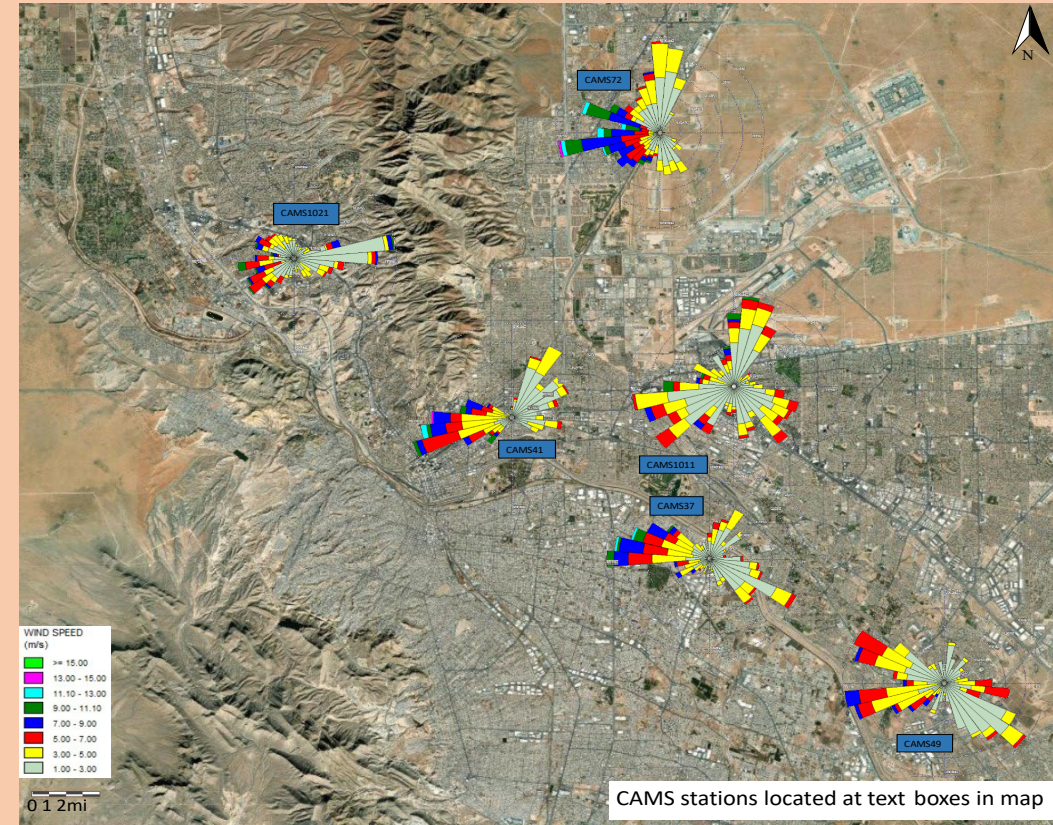 N
CAMS72
CAMS1021
CAMS41
CAMS1011
CAMS37
CAMS49
WIND SPEED
(m/s)
>= 15.00
13.00 - 15.00
11.10 - 13.00
9.00 - 11.10
7.00 - 9.00
5.00 - 7.00
3.00 - 5.00
1.00 - 3.00
0 1 2mi
CAMS stations located at text boxes in map